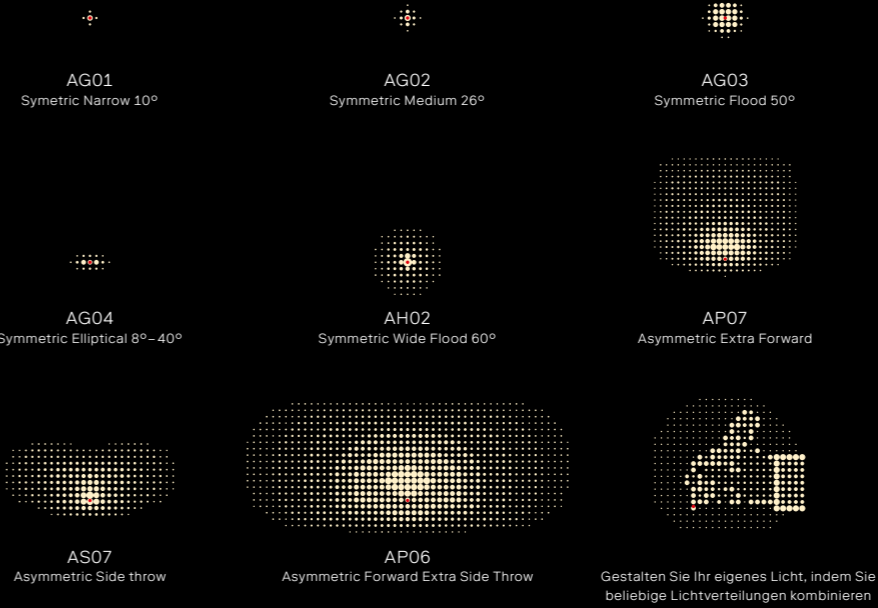 AG01
Symetric Narrow 10°
AG02
Symmetric Medium 26°
AG03
Symmetric Flood 50°
AG04
Symmetric Elliptical 8°–40°
AH02
Symmetric Wide Flood 60°
AP07
Asymmetric Extra Forward
AS07
Asymmetric Side throw
AP06
Asymmetric Forward Extra Side Throw
Gestalten Sie Ihr eigenes Licht, indem Sie
beliebige Lichtverteilungen kombinieren